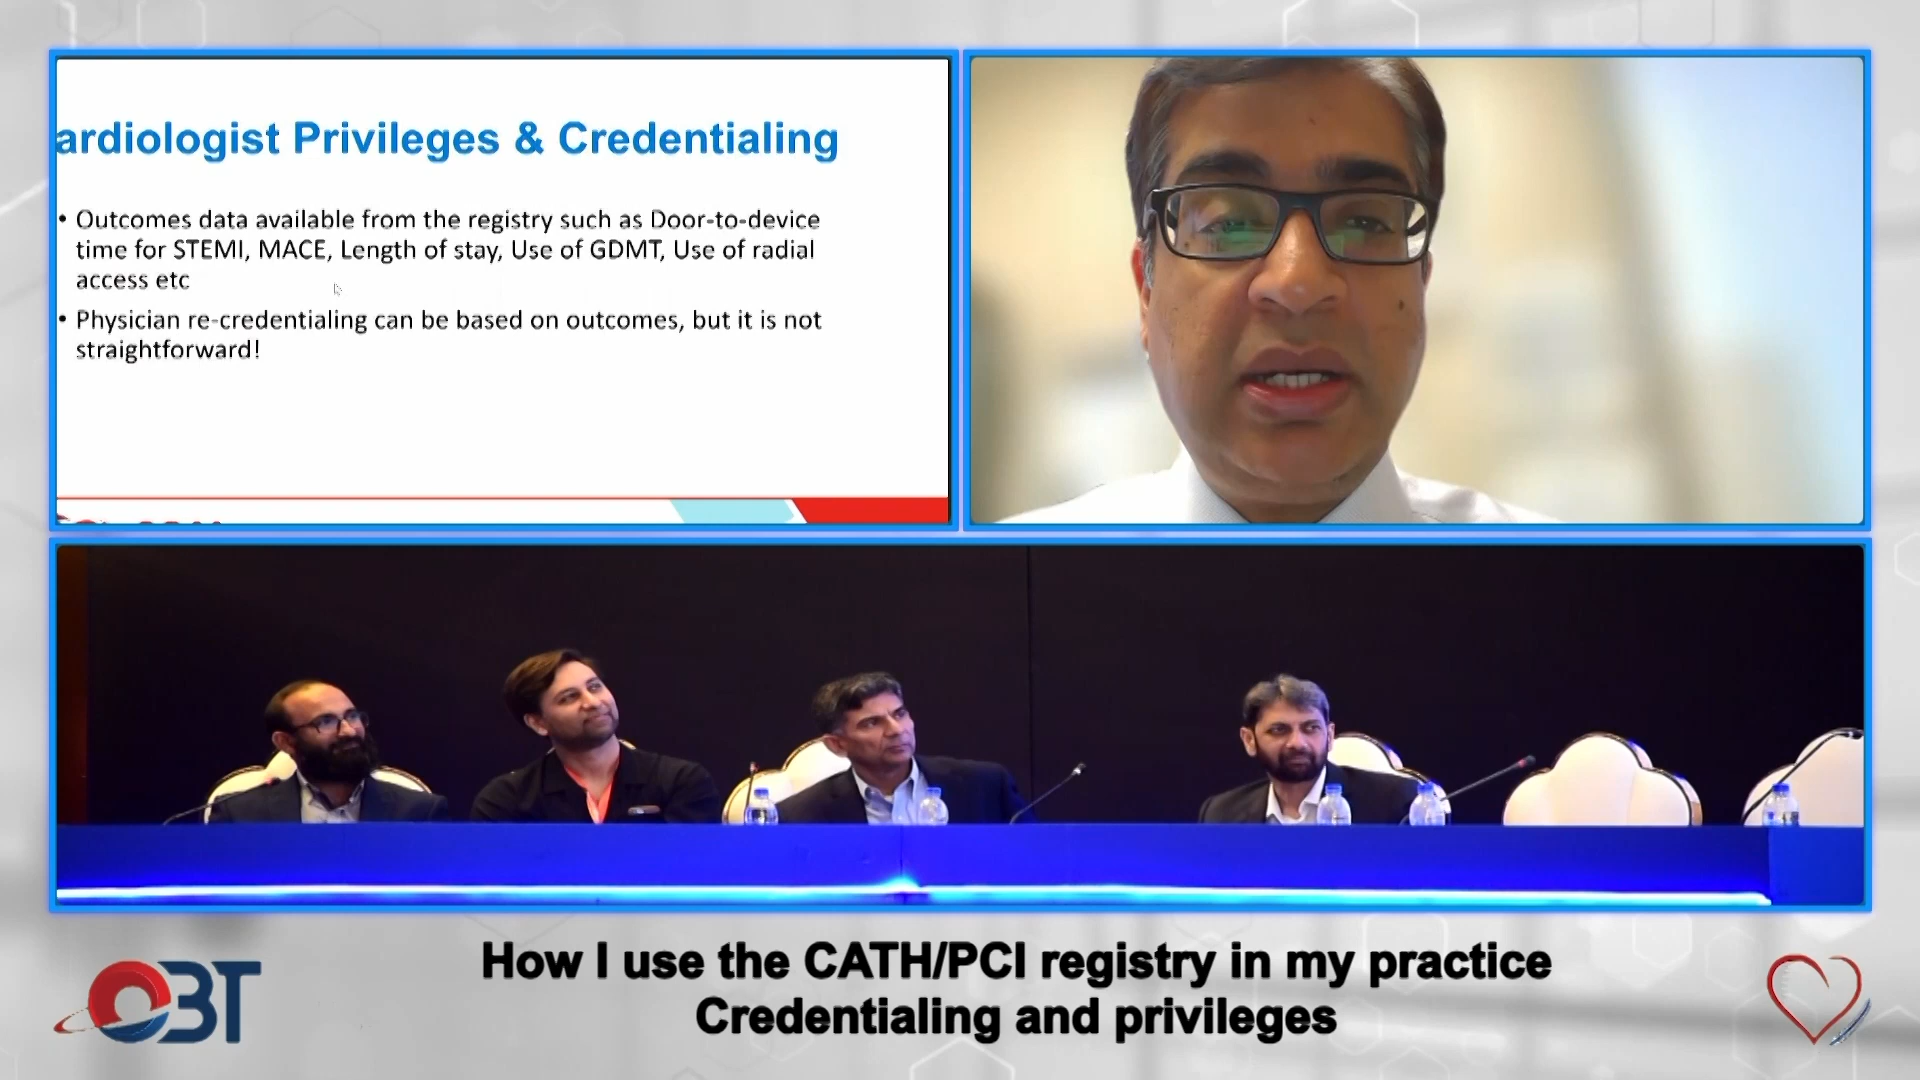 ardiologist Privileges & Credentialing
• Outcomes data available from the registry such as Door-to-device
time for STEMI, MACE, Length of stay, Use of GDMT, Use of radial
access etc
• Physician re-credentialing can be based on outcomes, but it is not
straightforward!
OBT
How I use the CATH/PCI registry in my practice
Credentialing and privileges